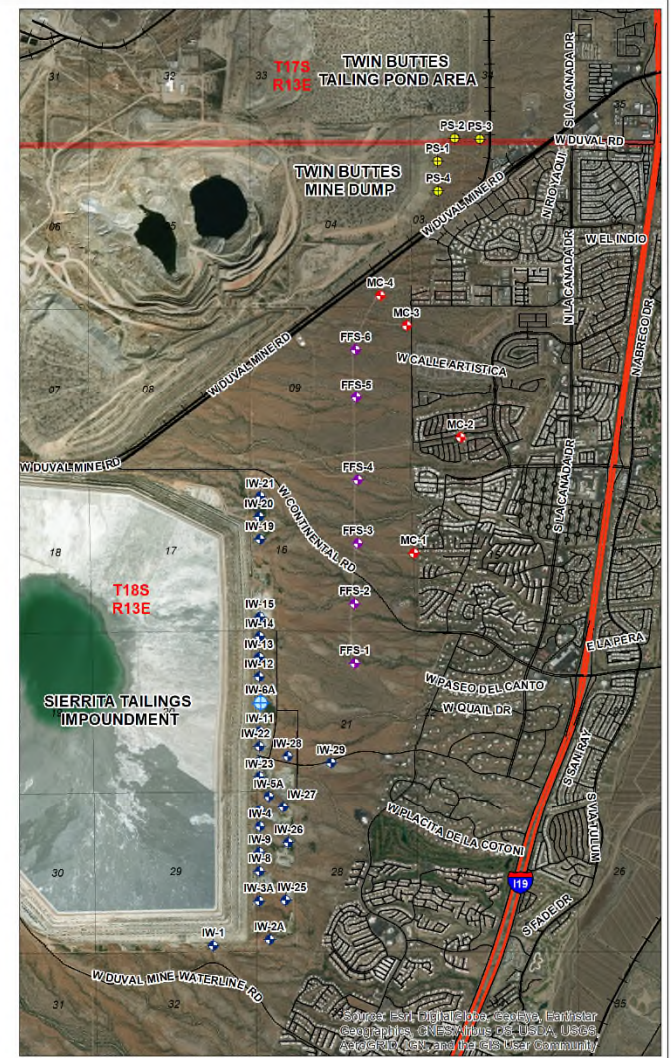 TWIN BUTTES
TAILING POND AREA
T17S
R13E
31
32
33
34
35
1
S LA CANADA DR
PS-2
PS-3
W DUVAL RD
PS-1
PS-4
TWIN BUTTES
MINE DUMP
W DUVAL MINE RD
N RIO YAQUI
06
05
04
03
W EL INDIO
N LA CANADA DR
N ABREGO DR
MC-4
MC-3
FFS-6
W CALLE ARTISTICA
W DUVAL MINE RD
07
08
09
FFS-5
MC-2
S LA CANADA DR
W DUVAL MINE RD
FFS-4
IW-21
IW-20
IW-19
W CONTINENTAL RD
18
17
16
FFS-3
MC-1
T18S
R13E
FFS-2
IW-15
IW-14
IW-13
IW-12
E LA PERA
FFS-1
W PASEO DEL CANTO
IW-6A
SIERRITA TAILINGS
IMPOUNDMENT
W QUAIL DR
IW-11
21
23
IW-22
IW-28
IW-29
S SAN RAY
IW-23
IW-5A
IW-27
S VIA TULUM
IW-4
W PLACITA DE LA COTONI
IW-26
IW-9
IW-8
30
29
28
27
26
I19
IW-3A
IW-25
S FADE DR
IW-1
IW-2A
W DUVAL MINE WATERLINE RD
31
32
33
35
Source: Esri, DigitalGlobe, GeoEye, Earthstar
Geographics, CNES/Airbus DS, USDA, USGS,
AeroGRID, IGN, and the GIS User Community